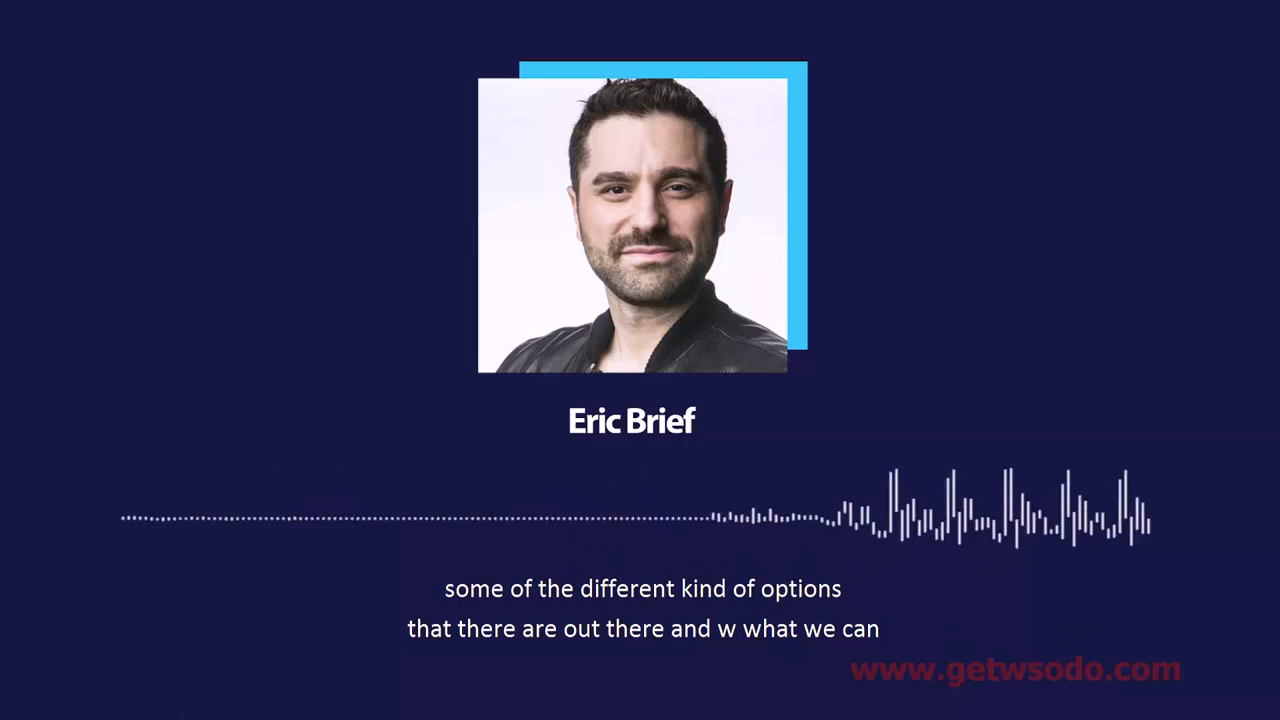 Eric Brief
some of the different kind of options
that there are out there and w what we can
www.getwsodo.com